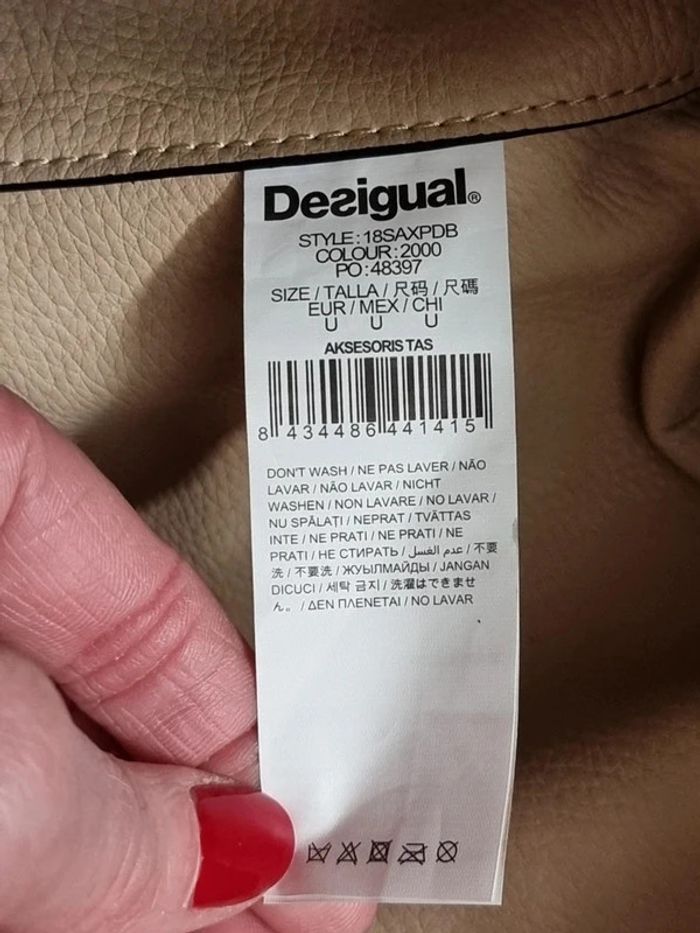 Desigual®
STYLE:18SAXPDB
COLOUR:2000
PO:48397
SIZE / TALLA / 尺码 / 尺碼
EUR / MEX / CHI
U U U
AKSESORIS TAS
8 434486 441415
DON'T WASH / NE PAS LAVER / NÃO
LAVAR / NÃO LAVAR / NICHT
WASHEN / NON LAVARE / NO LAVAR /
NU SPĂLAȚI / NEPRAT / TVÄTTAS
INTE / NE PRATI / NE PRATI / NE
PRATI / НЕ СТИРАТЬ / عدم الغسل / 不要
洗 / 不要洗 / ЖУЫЛМАЙДЫ / JANGAN
DICUCI / 세탁 금지 / 洗濯はできませ
ん。 / ΔΕΝ ΠΛΕΝΕΤΑΙ / NO LAVAR